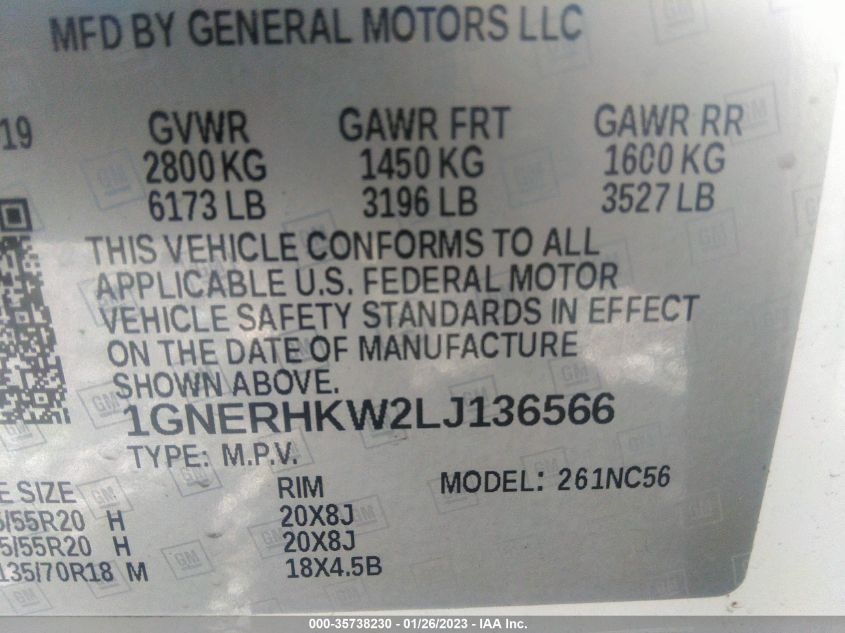 MFD BY GENERAL MOTORS LLC
19 GVWR GAWR FRT GAWR RR
2800 KG 1450 KG 1600 KG
6173 LB 3196 LB 3527 LB
THIS VEHICLE CONFORMS TO ALL
APPLICABLE U.S. FEDERAL MOTOR
VEHICLE SAFETY STANDARDS IN EFFECT
ON THE DATE OF MANUFACTURE
SHOWN ABOVE.
1GNERHKW2LJ136566
TYPE: M.P.V.
E SIZE RIM MODEL: 261NC56
5/55R20 H 20X8J
5/55R20 H 20X8J
135/70R18 M 18X4.5B
000-35738230 - 01/26/2023 - IAA Inc.